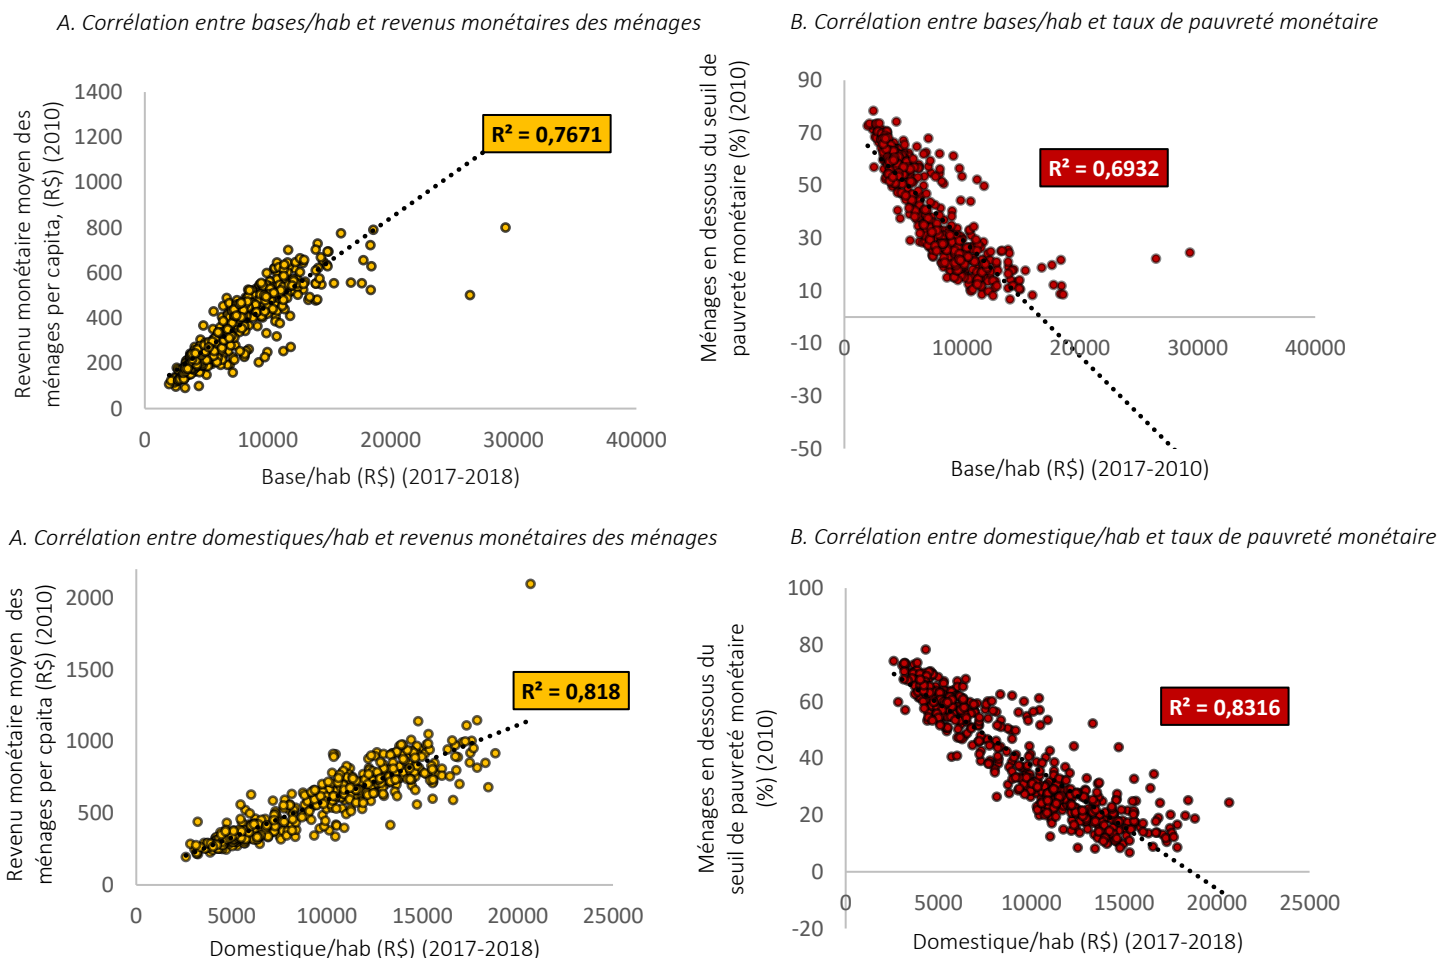 A. Corrélation entre bases/hab et revenus monétaires des ménages
Revenu monétaire moyen des
ménages per capita, (R$) (2010)
1400
1200
1000
800
600
400
200
0
R² = 0,7671
0
10000
20000
30000
40000
Base/hab (R$) (2017-2018)
B. Corrélation entre bases/hab et taux de pauvreté monétaire
Ménages en dessous du seuil de
pauvreté monétaire (%) (2010)
90
70
50
30
10
-10
-30
-50
R² = 0,6932
0
10000
20000
30000
40000
Base/hab (R$) (2017-2010)
A. Corrélation entre domestiques/hab et revenus monétaires des ménages
Revenu monétaire moyen des
ménages per cpaita (R$) (2010)
2000
1500
1000
500
0
R² = 0,818
0
5000
10000
15000
20000
25000
Domestique/hab (R$) (2017-2018)
B. Corrélation entre domestique/hab et taux de pauvreté monétaire
Ménages en dessous du
seuil de pauvreté monétaire
(%) (2010)
100
80
60
40
20
0
-20
R² = 0,8316
0
5000
10000
15000
20000
25000
Domestique/hab (R$) (2017-2018)